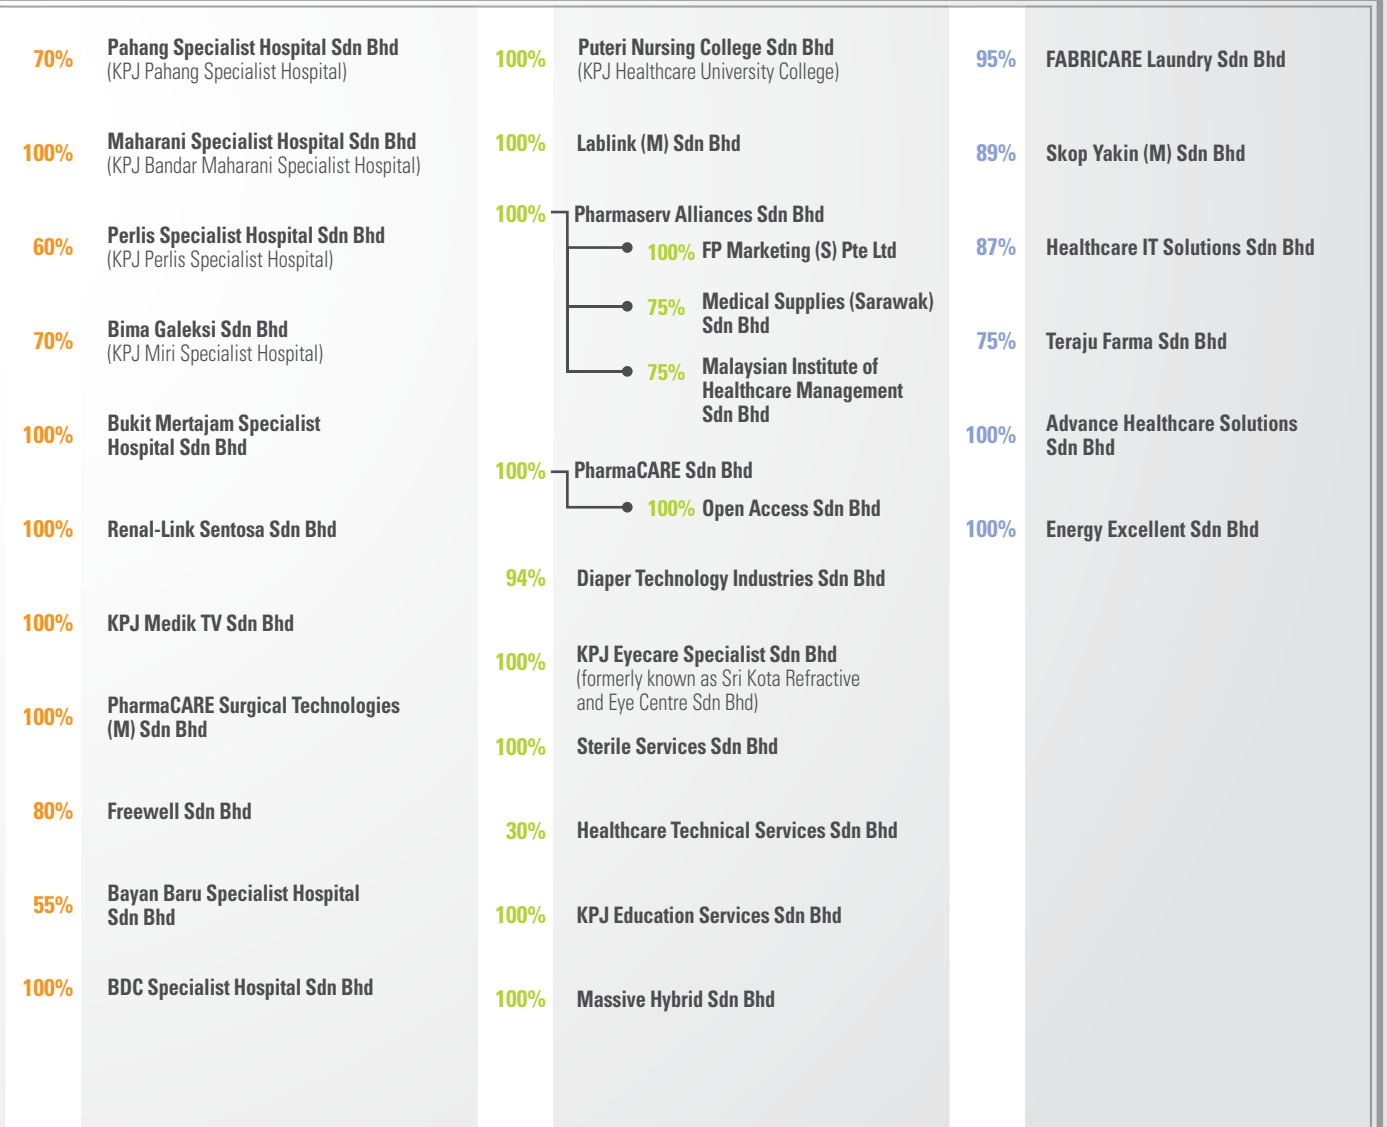 70%
Pahang Specialist Hospital Sdn Bhd
(KPJ Pahang Specialist Hospital)
100%
Maharani Specialist Hospital Sdn Bhd
(KPJ Bandar Maharani Specialist Hospital)
60%
Perlis Specialist Hospital Sdn Bhd
(KPJ Perlis Specialist Hospital)
70%
Bima Galeksi Sdn Bhd
(KPJ Miri Specialist Hospital)
100%
Bukit Mertajam Specialist
Hospital Sdn Bhd
100%
Renal-Link Sentosa Sdn Bhd
100%
KPJ Medik TV Sdn Bhd
100%
PharmaCARE Surgical Technologies
(M) Sdn Bhd
80%
Freewell Sdn Bhd
55%
Bayan Baru Specialist Hospital
Sdn Bhd
100%
BDC Specialist Hospital Sdn Bhd
100%
Puteri Nursing College Sdn Bhd
(KPJ Healthcare University College)
100%
Lablink (M) Sdn Bhd
100%
Pharmaserv Alliances Sdn Bhd
100% FP Marketing (S) Pte Ltd
75%
Medical Supplies (Sarawak)
Sdn Bhd
75%
Malaysian Institute of
Healthcare Management
Sdn Bhd
100%
PharmaCARE Sdn Bhd
100% Open Access Sdn Bhd
94%
Diaper Technology Industries Sdn Bhd
100%
KPJ Eyecare Specialist Sdn Bhd
(formerly known as Sri Kota Refractive
and Eye Centre Sdn Bhd)
100%
Sterile Services Sdn Bhd
30%
Healthcare Technical Services Sdn Bhd
100%
KPJ Education Services Sdn Bhd
100%
Massive Hybrid Sdn Bhd
95%
FABRICARE Laundry Sdn Bhd
89%
Skop Yakin (M) Sdn Bhd
87%
Healthcare IT Solutions Sdn Bhd
75%
Teraju Farma Sdn Bhd
100%
Advance Healthcare Solutions
Sdn Bhd
100%
Energy Excellent Sdn Bhd